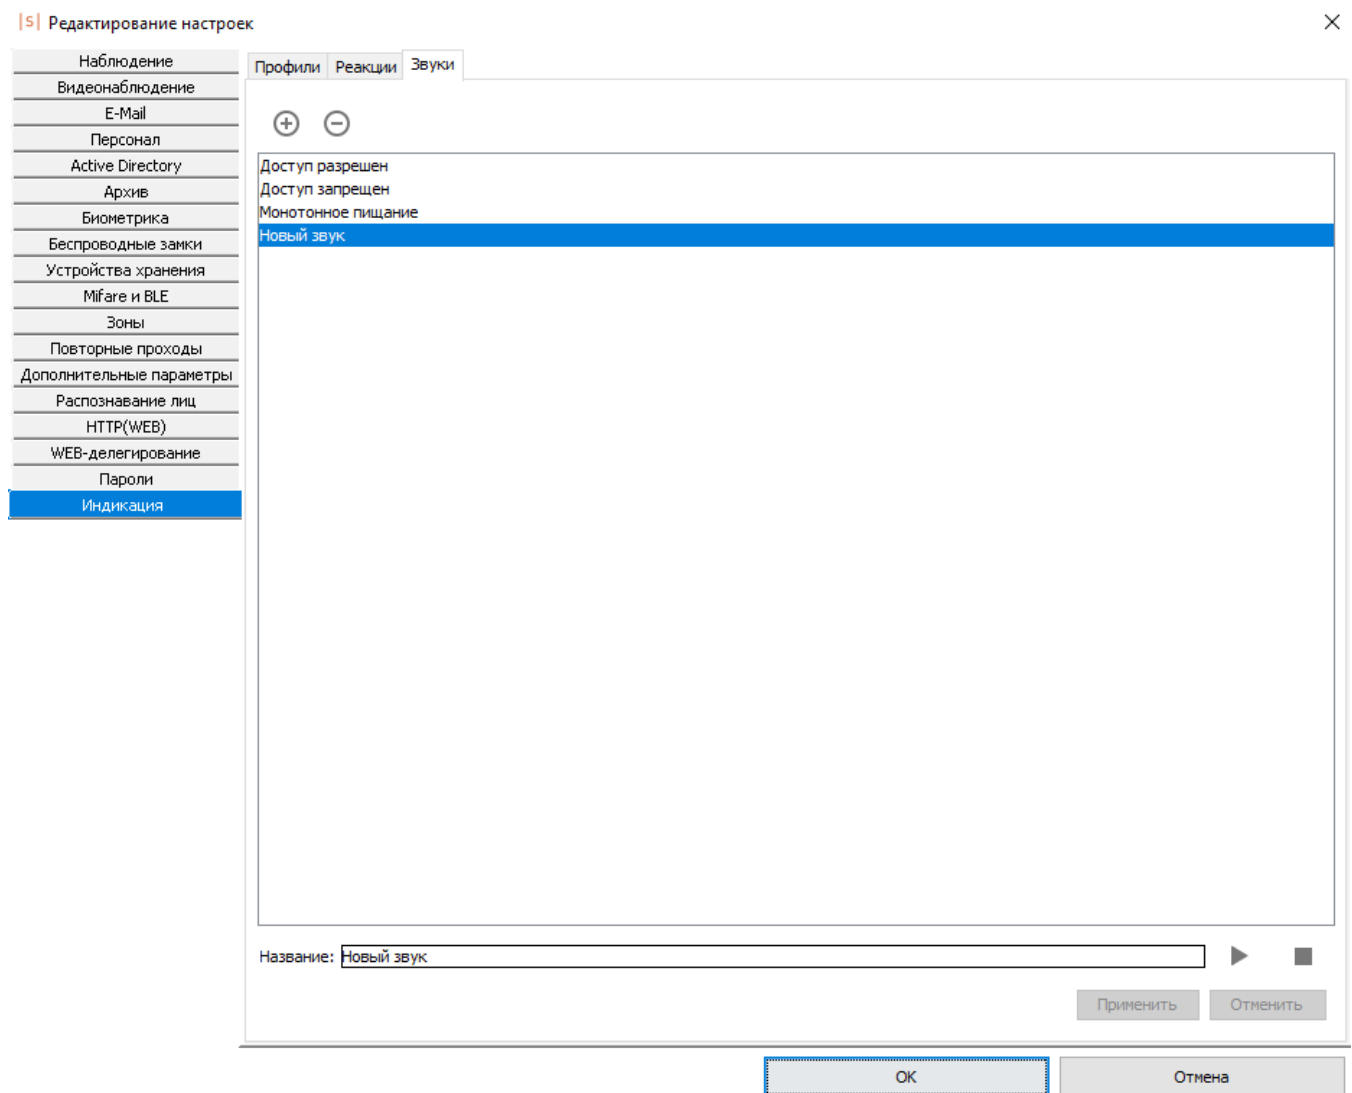 |S| Редактирование настроек
Наблюдение
Видеонаблюдение
E-Mail
Персонал
Active Directory
Архив
Биометрика
Беспроводные замки
Устройства хранения
Mifare и BLE
Зоны
Повторные проходы
Дополнительные параметры
Распознавание лиц
HTTP(WEB)
WEB-делегирование
Пароли
Индикация
Профили Реакции Звуки
Доступ разрешен
Доступ запрещен
Монотонное пищание
Новый звук
Название: Новый звук
Применить Отменить
OK Отмена